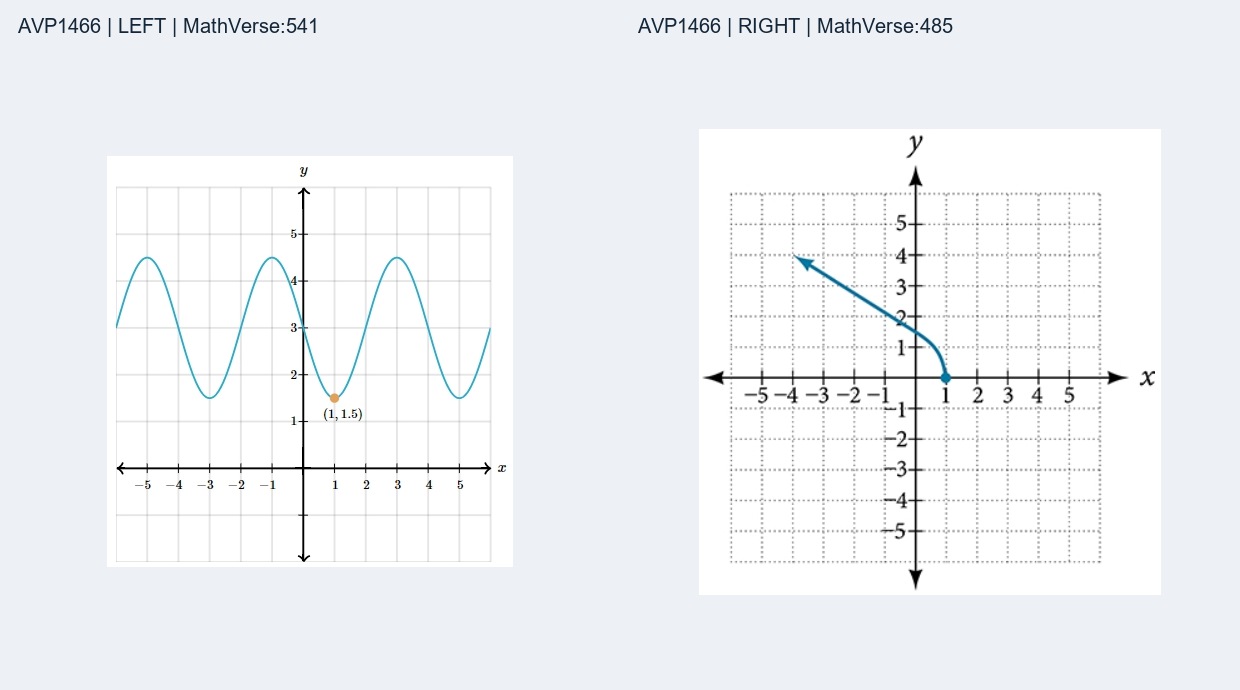 AVP1466 | LEFT | MathVerse:541
y
5
4
3
2
1
(1, 1.5)
x
−5 −4 −3 −2 −1 1 2 3 4 5
AVP1466 | RIGHT | MathVerse:485
y
5
4
3
2
1
x
−5 −4 −3 −2 −1 1 2 3 4 5
−1
−2
−3
−4
−5